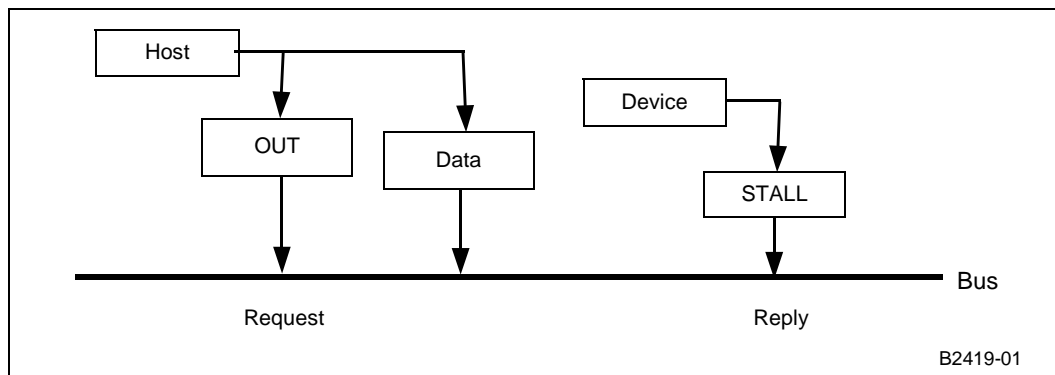 Host
Device
OUT
Data
STALL
Bus
Request
Reply
B2419-01